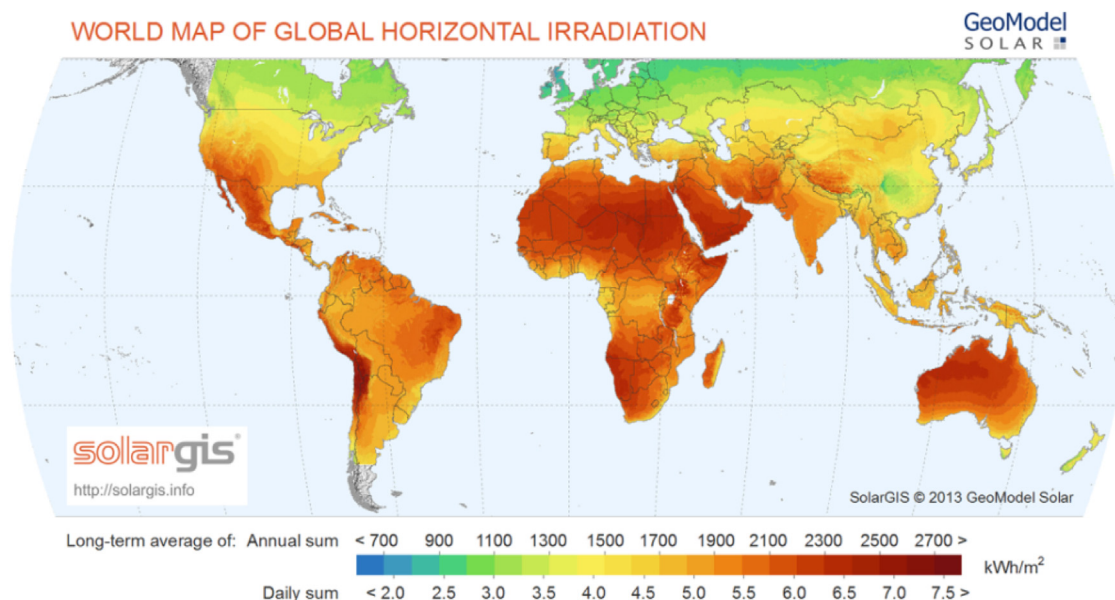 WORLD MAP OF GLOBAL HORIZONTAL IRRADIATION
GeoModel
SOLAR
solargis®
http://solargis.info
SolarGIS © 2013 GeoModel Solar
Long-term average of: Annual sum < 700 900 1100 1300 1500 1700 1900 2100 2300 2500 2700 >
kWh/m²
Daily sum < 2.0 2.5 3.0 3.5 4.0 4.5 5.0 5.5 6.0 6.5 7.0 7.5 >